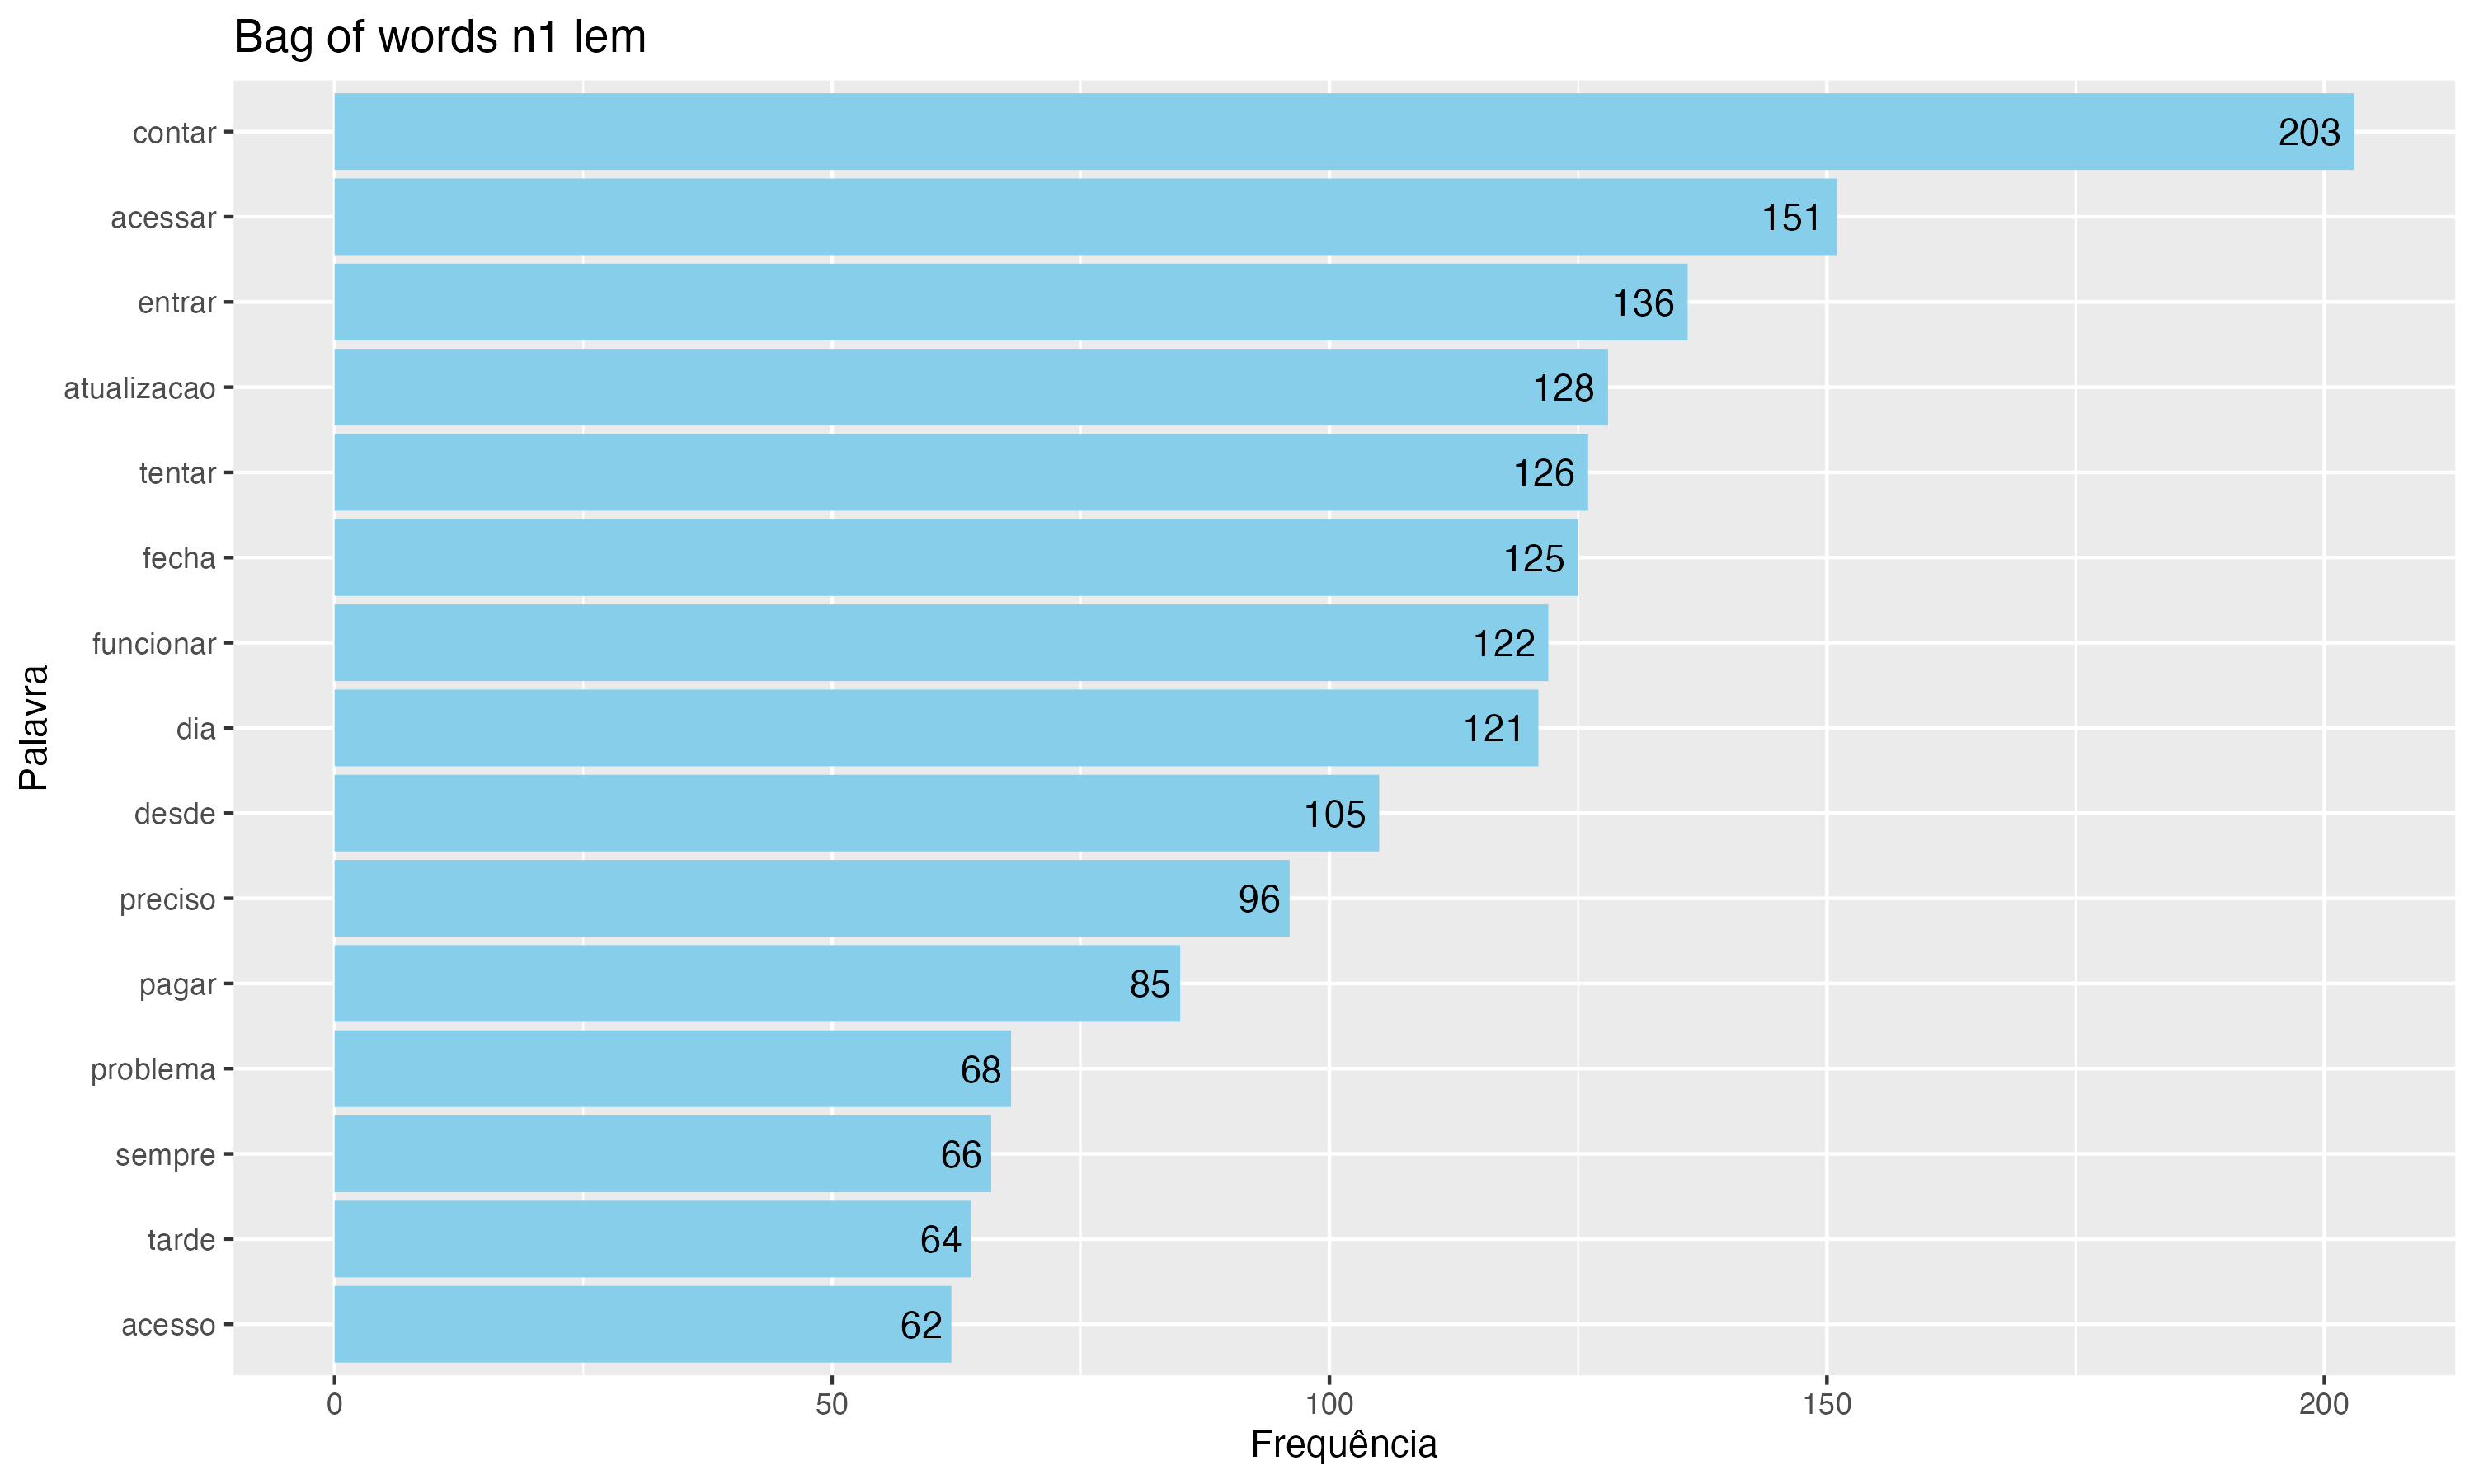 Bag of words n1 lem
contar 203
acessar 151
entrar 136
atualizacao 128
tentar 126
fecha 125
funcionar 122
dia 121
desde 105
preciso 96
pagar 85
problema 68
sempre 66
tarde 64
acesso 62
Palavra
0 50 100 150 200
Frequência